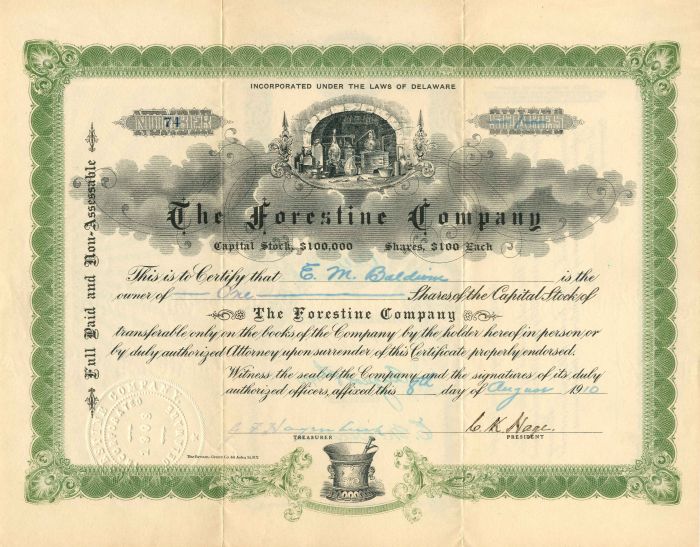 INCORPORATED UNDER THE LAWS OF DELAWARE
NUMBER 74
SHARES
The Forestine Company
Capital Stock, $100,000 Shares, $100 Each
Full Paid and Non-Assessable
This is to Certify that E. M. Baldwin is the
owner of One Shares of the Capital Stock of
The Forestine Company
transferable only on the books of the Company by the holder hereof in person or
by duly authorized Attorney upon surrender of this Certificate properly endorsed.
Witness the seal of the Company and the signatures of its duly
authorized officers, affixed this 8th day of August 1910
C. K. Hage.
TREASURER
PRESIDENT
COMPANY
INCORPORATED
1908